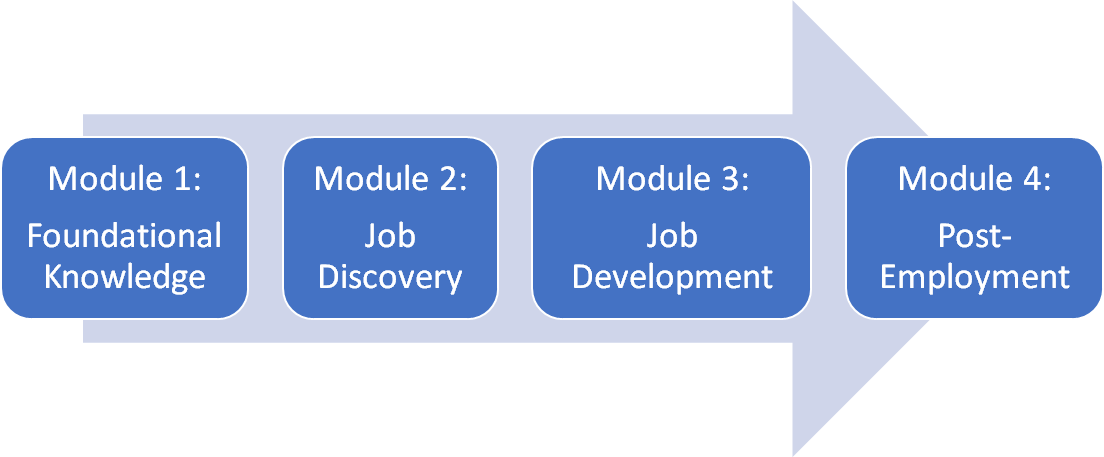 Module 1:
Foundational
Knowledge
Module 2:
Job
Discovery
Module 3:
Job
Development
Module 4:
Post-
Employment